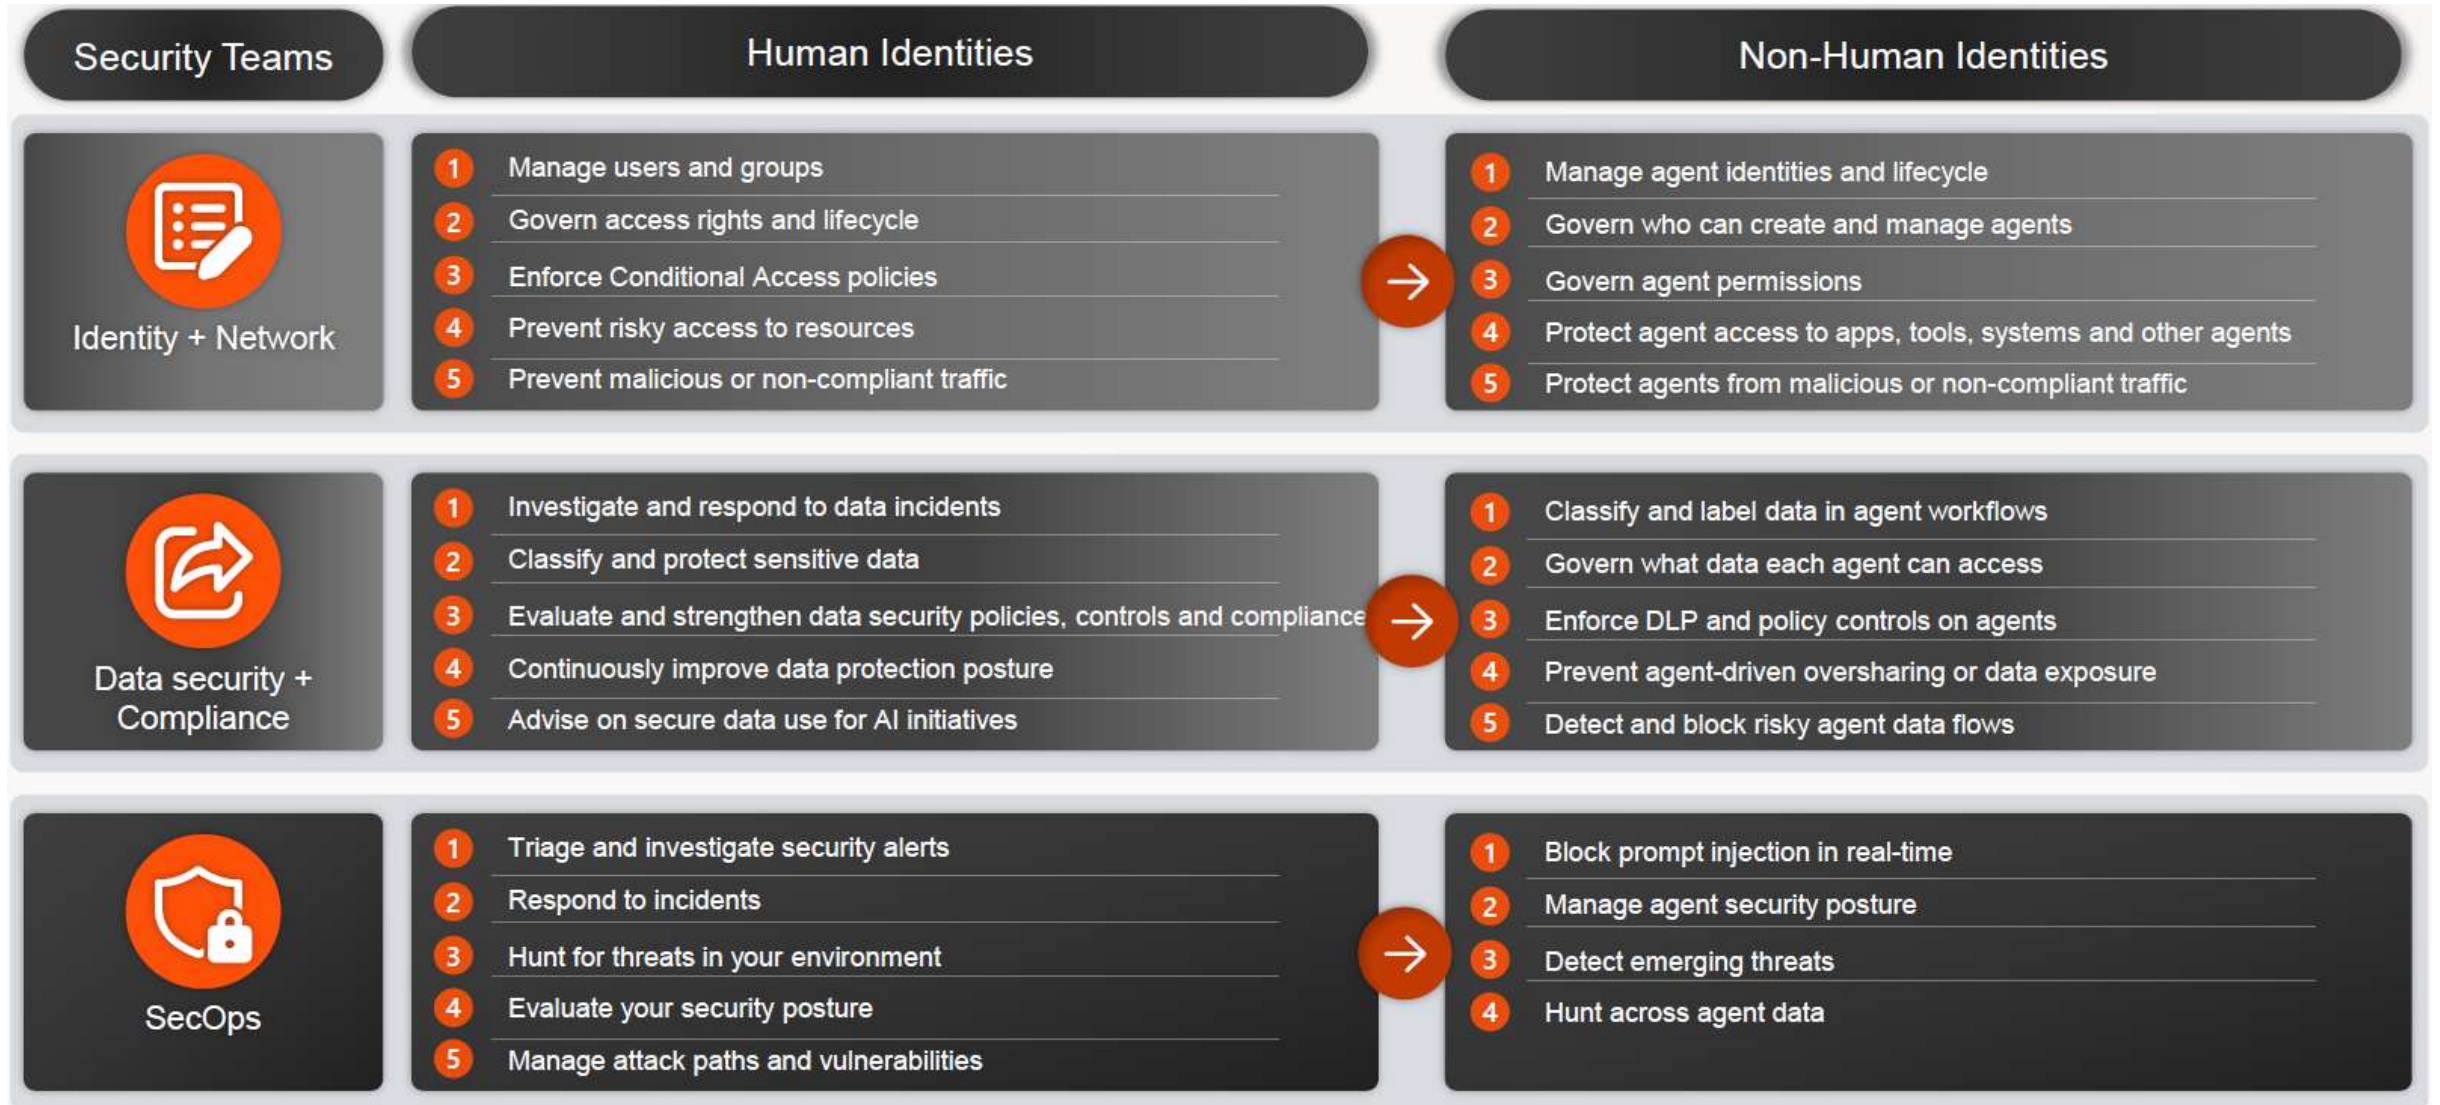 Security Teams
Human Identities
Non-Human Identities
Identity + Network
1 Manage users and groups
2 Govern access rights and lifecycle
3 Enforce Conditional Access policies
4 Prevent risky access to resources
5 Prevent malicious or non-compliant traffic
1 Manage agent identities and lifecycle
2 Govern who can create and manage agents
3 Govern agent permissions
4 Protect agent access to apps, tools, systems and other agents
5 Protect agents from malicious or non-compliant traffic
Data security +
Compliance
1 Investigate and respond to data incidents
2 Classify and protect sensitive data
3 Evaluate and strengthen data security policies, controls and compliance
4 Continuously improve data protection posture
5 Advise on secure data use for AI initiatives
1 Classify and label data in agent workflows
2 Govern what data each agent can access
3 Enforce DLP and policy controls on agents
4 Prevent agent-driven oversharing or data exposure
5 Detect and block risky agent data flows
SecOps
1 Triage and investigate security alerts
2 Respond to incidents
3 Hunt for threats in your environment
4 Evaluate your security posture
5 Manage attack paths and vulnerabilities
1 Block prompt injection in real-time
2 Manage agent security posture
3 Detect emerging threats
4 Hunt across agent data